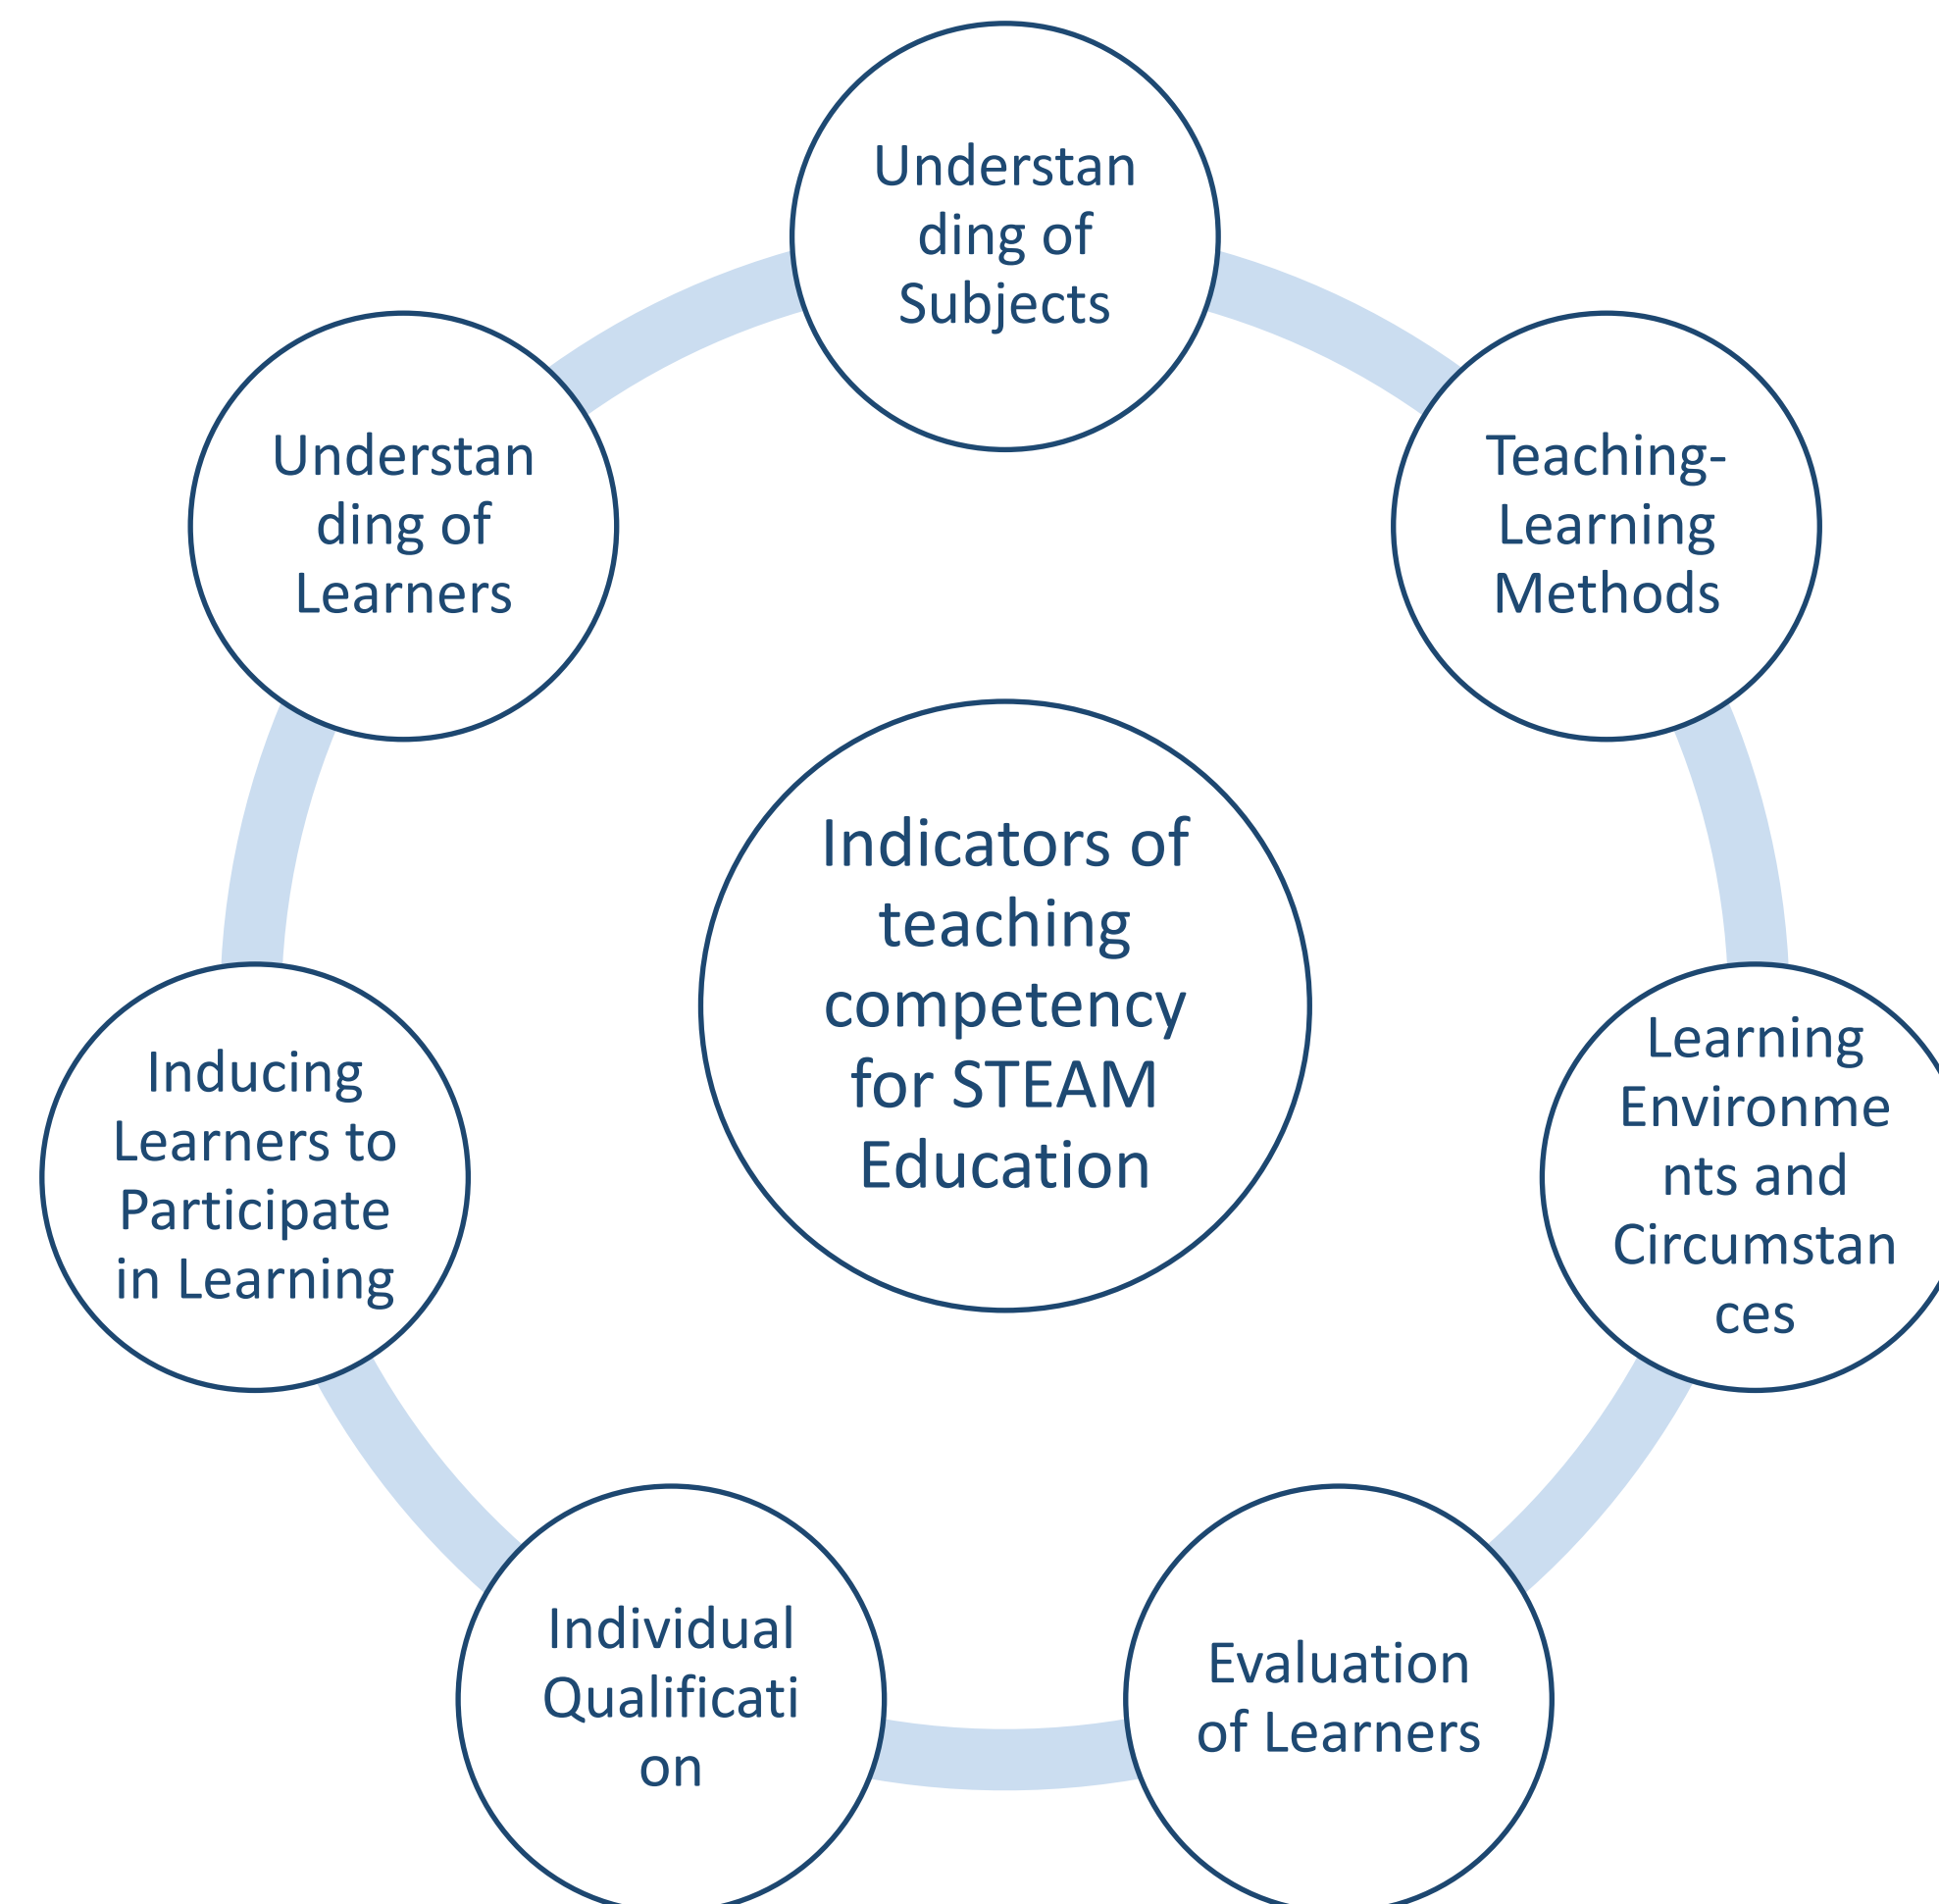 Understan
ding of
Subjects
Teaching-
Learning
Methods
Learning
Environme
nts and
Circumstan
ces
Evaluation
of Learners
Individual
Qualificati
on
Inducing
Learners to
Participate
in Learning
Understan
ding of
Learners
Indicators of
teaching
competency
for STEAM
Education